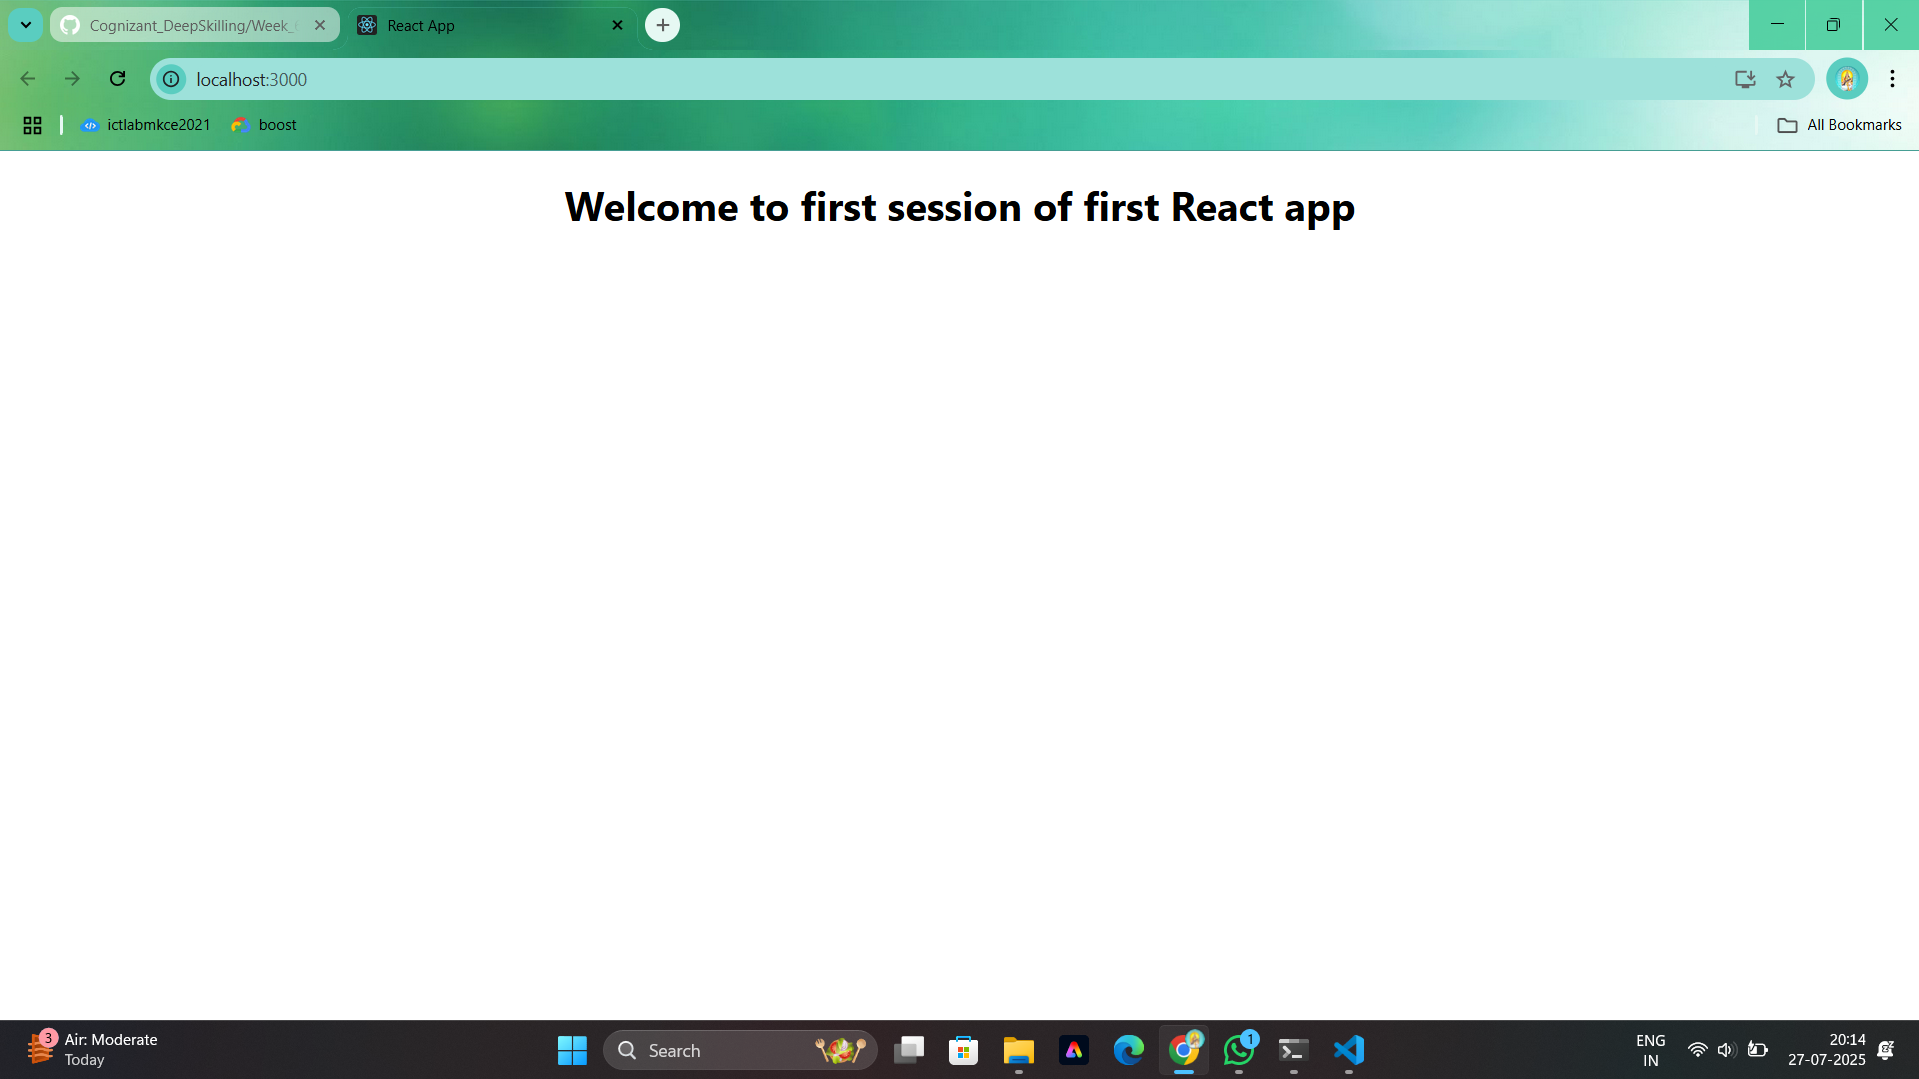 Cognizant_DeepSkilling/Week_
React App
localhost:3000
ictlabmkce2021
boost
All Bookmarks
Welcome to first session of first React app
3
Air: Moderate
Today
Search
1
ENG
IN
20:14
27-07-2025